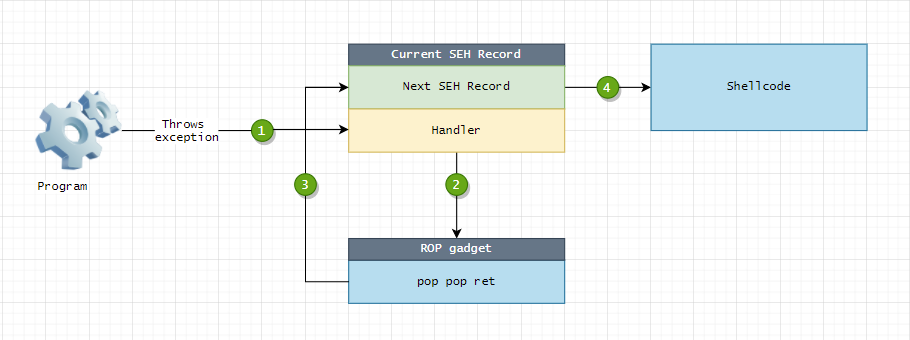 Current SEH Record
Next SEH Record
4
Shellcode
Throws
exception
1
Handler
Program
3
2
ROP gadget
pop pop ret